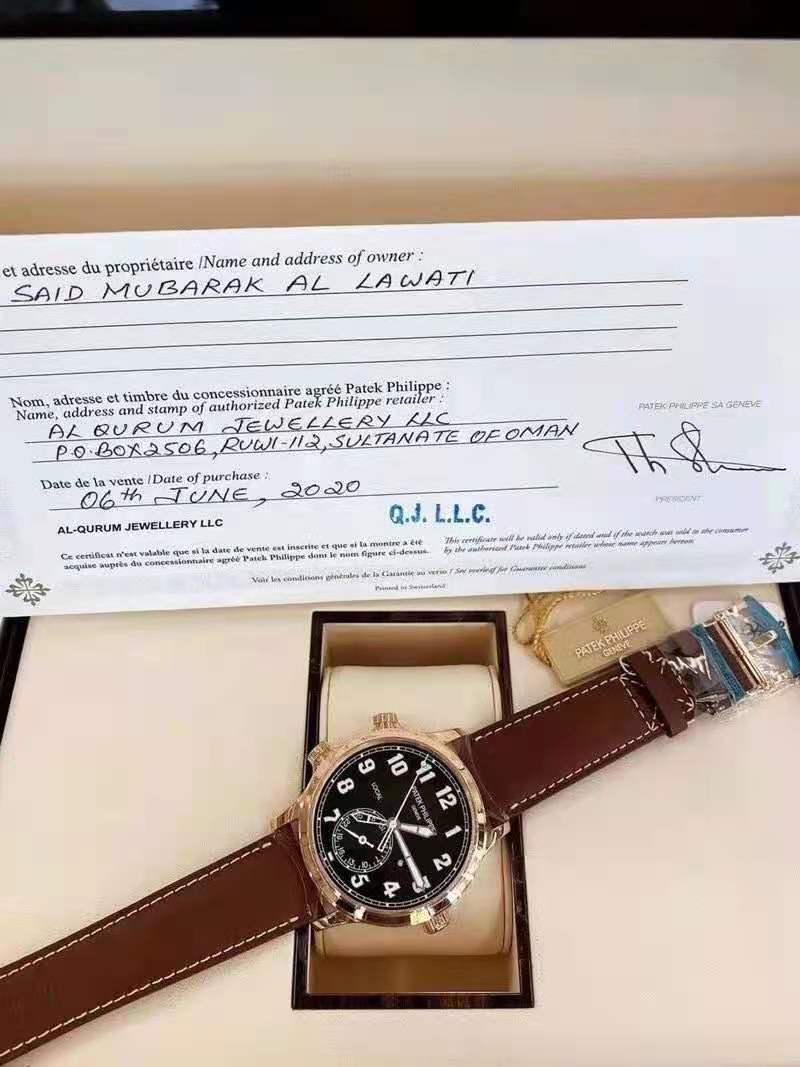 et adresse du propriétaire /Name and address of owner :
SAID MUBARAK AL LAWATI
Nom, adresse et timbre du concessionnaire agréé Patek Philippe :
Name, address and stamp of authorized Patek Philippe retailer :
AL QURUM JEWELLERY LLC
P.O.BOX2506, RUWI-112, SULTANATE OF OMAN
PATEK PHILIPPE SA GENEVE
Date de la vente /Date of purchase :
06th JUNE, 2020
PRESIDENT
Q.J. L.L.C.
AL-QURUM JEWELLERY LLC
Ce certificat n'est valable que si la date de vente est inscrite et que si la montre a été
acquise auprès du concessionnaire agréé Patek Philippe dont le nom figure ci-dessus.
This certificate will be valid only if dated and if the watch was sold to the consumer
by the authorized Patek Philippe retailer whose name appears hereon.
Voir les conditions générales de la Garantie au verso / See overleaf for Guarantee conditions
Printed in Switzerland
PATEK PHILIPPE
GENEVE
10 11 12
9 1
8 2
7 3
5 4
LOCAL
PATEK PHILIPPE
GENEVE